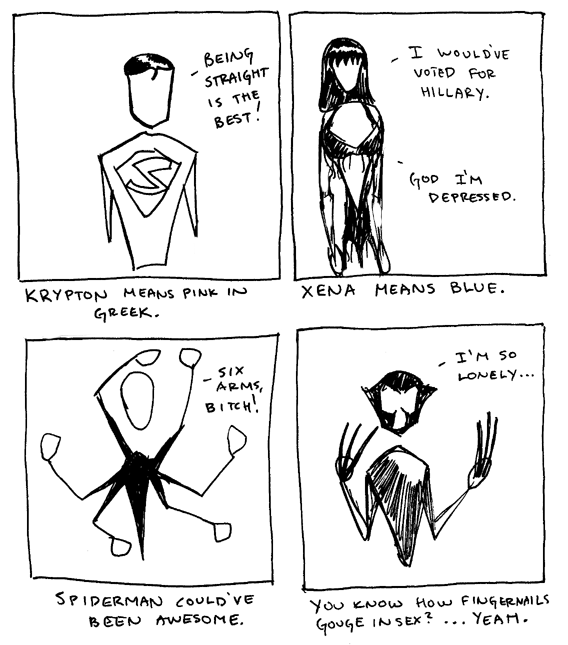 BEING
STRAIGHT
IS THE
BEST!
S
KRYPTON MEANS PINK IN
GREEK.
I WOULD'VE
VOTED FOR
HILLARY.
GOD I'M
DEPRESSED.
XENA MEANS BLUE.
SIX
ARMS,
BITCH!
SPIDERMAN COULD'VE
BEEN AWESOME.
I'M SO
LONELY...
YOU KNOW HOW FINGERNAILS
GOUGE IN SEX? ... YEAH.